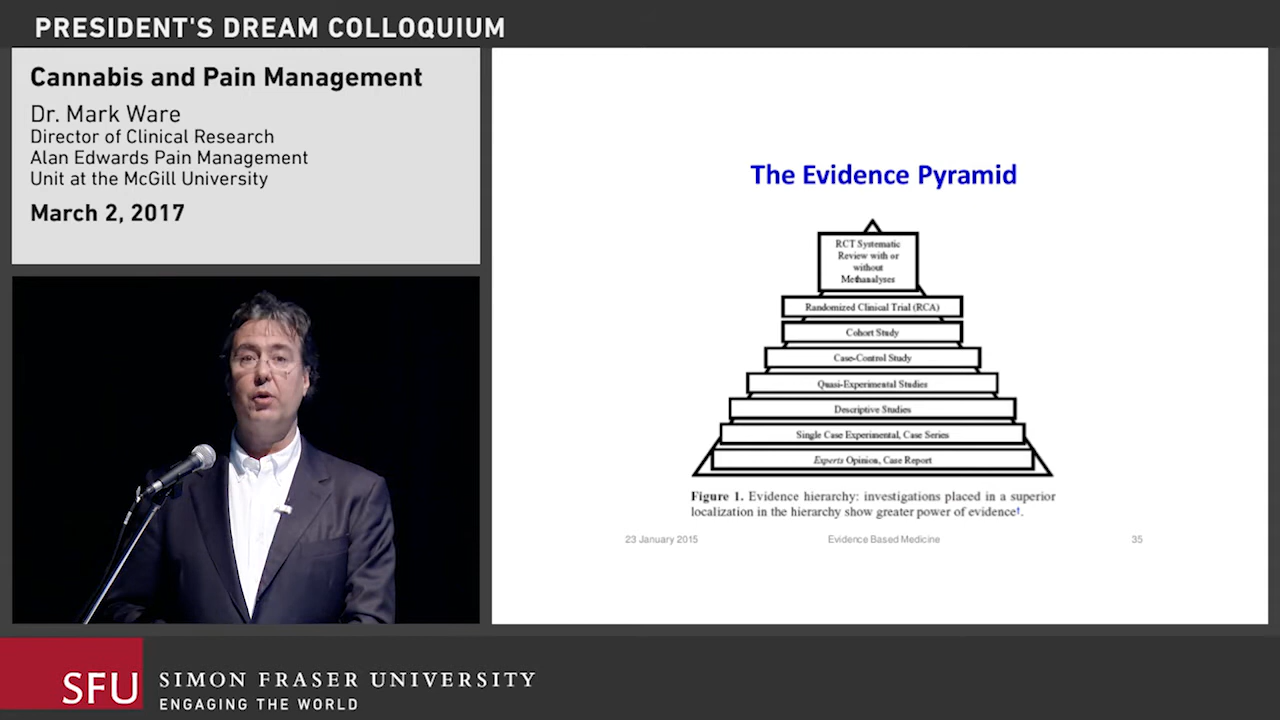 PRESIDENT'S DREAM COLLOQUIUM
Cannabis and Pain Management
Dr. Mark Ware
Director of Clinical Research
Alan Edwards Pain Management
Unit at the McGill University
March 2, 2017
The Evidence Pyramid
RCT Systematic
Review with or
without
Methanalyses
Randomized Clinical Trial (RCA)
Cohort Study
Case-Control Study
Quasi-Experimental Studies
Descriptive Studies
Single Case Experimental, Case Series
Experts Opinion, Case Report
Figure 1. Evidence hierarchy: investigations placed in a superior
localization in the hierarchy show greater power of evidence¹.
23 January 2015
Evidence Based Medicine
35
SFU
SIMON FRASER UNIVERSITY
ENGAGING THE WORLD